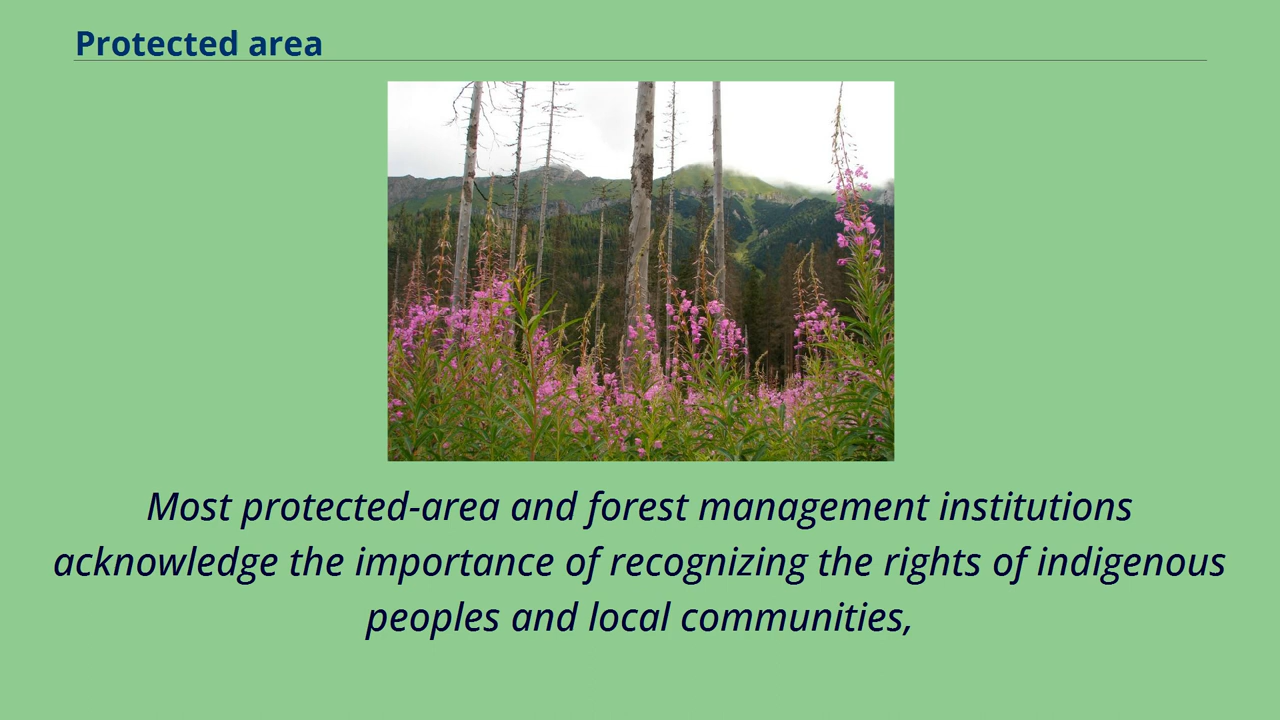 Protected area
Most protected-area and forest management institutions
acknowledge the importance of recognizing the rights of indigenous
peoples and local communities,